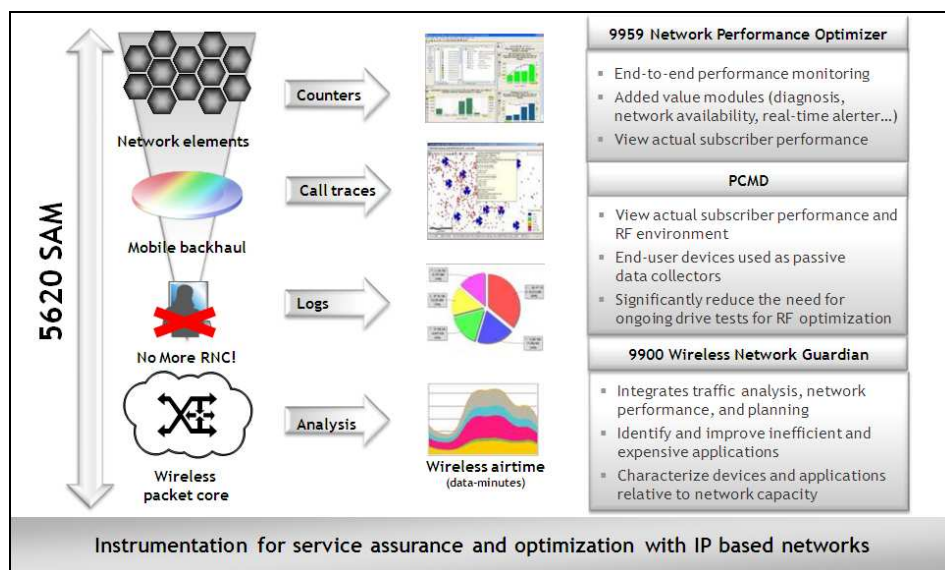 5620 SAM
Network elements
Mobile backhaul
No More RNC!
Wireless
packet core
Counters
Call traces
Logs
Analysis
Wireless airtime
(data-minutes)
9959 Network Performance Optimizer
▪ End-to-end performance monitoring
▪ Added value modules (diagnosis,
network availability, real-time alerter…)
▪ View actual subscriber performance
PCMD
▪ View actual subscriber performance and
RF environment
▪ End-user devices used as passive
data collectors
▪ Significantly reduce the need for
ongoing drive tests for RF optimization
9900 Wireless Network Guardian
▪ Integrates traffic analysis, network
performance, and planning
▪ Identify and improve inefficient and
expensive applications
▪ Characterize devices and applications
relative to network capacity
Instrumentation for service assurance and optimization with IP based networks